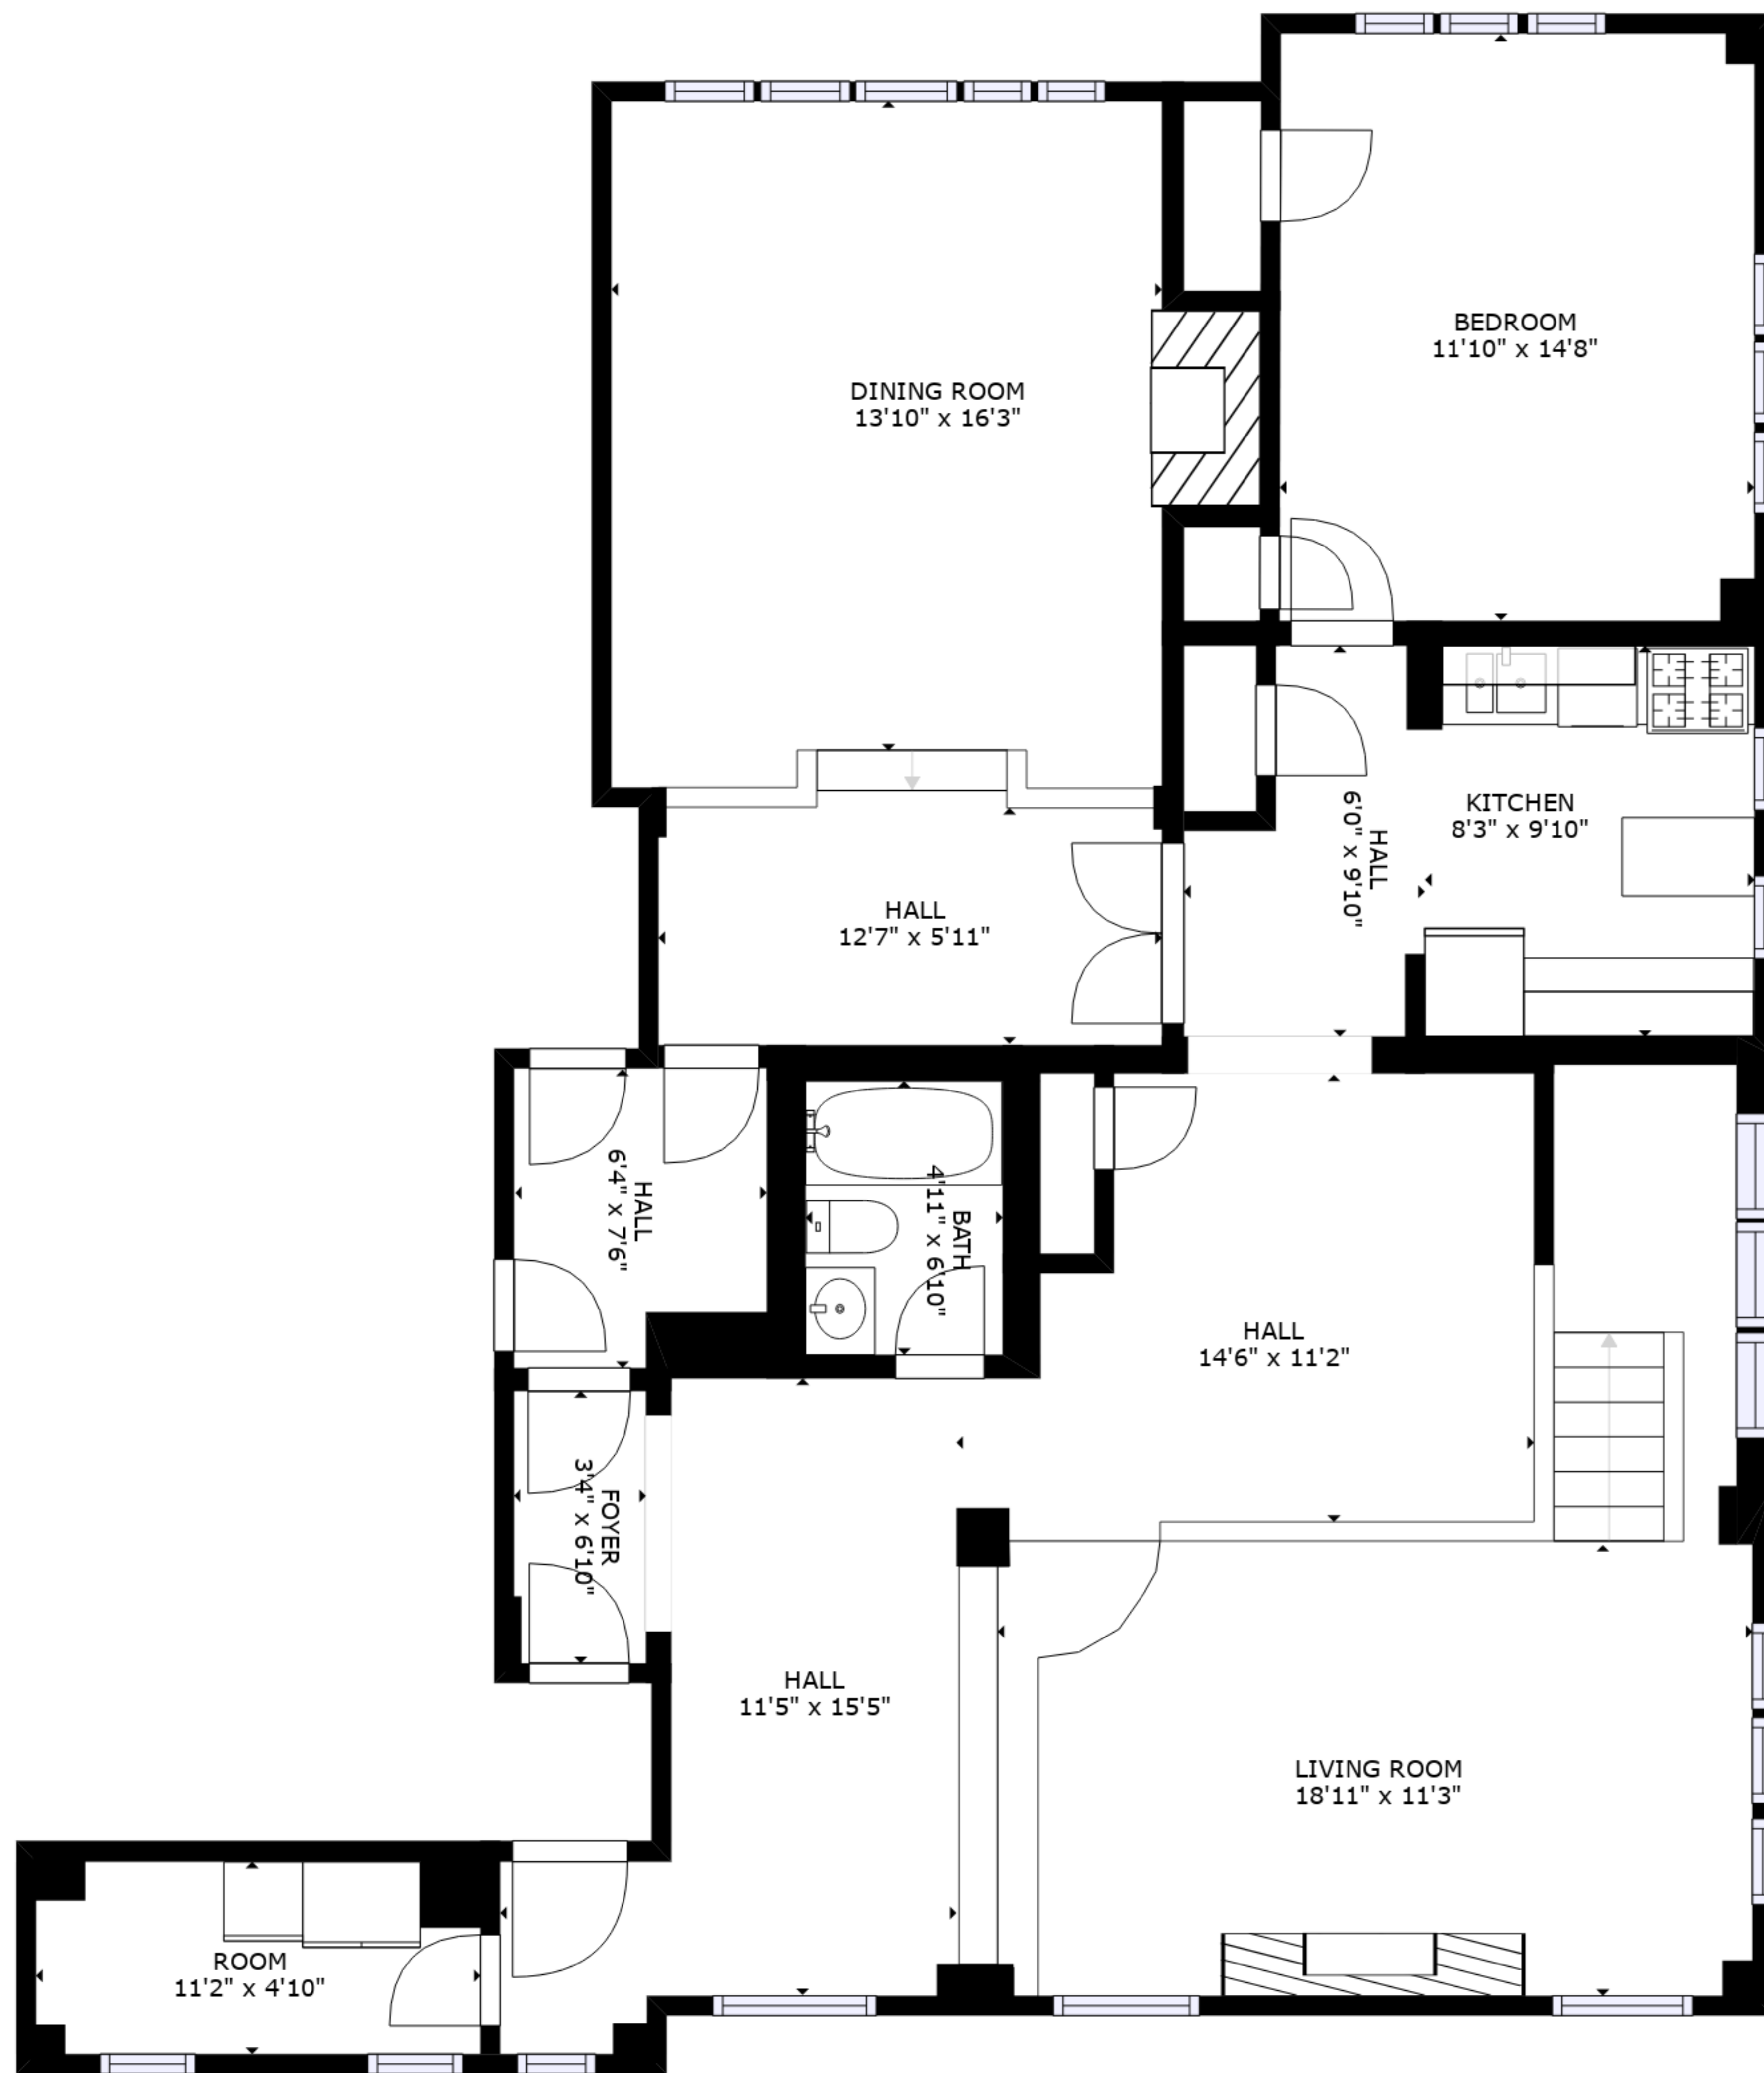 BEDROOM
11'10" x 14'8"
DINING ROOM
13'10" x 16'3"
KITCHEN
8'3" x 9'10"
HALL
6'0" x 9'10"
HALL
12'7" x 5'11"
HALL
6'4" x 7'6"
BATH
4'11" x 6'10"
HALL
14'6" x 11'2"
FOYER
3'4" x 6'10"
HALL
11'5" x 15'5"
LIVING ROOM
18'11" x 11'3"
ROOM
11'2" x 4'10"